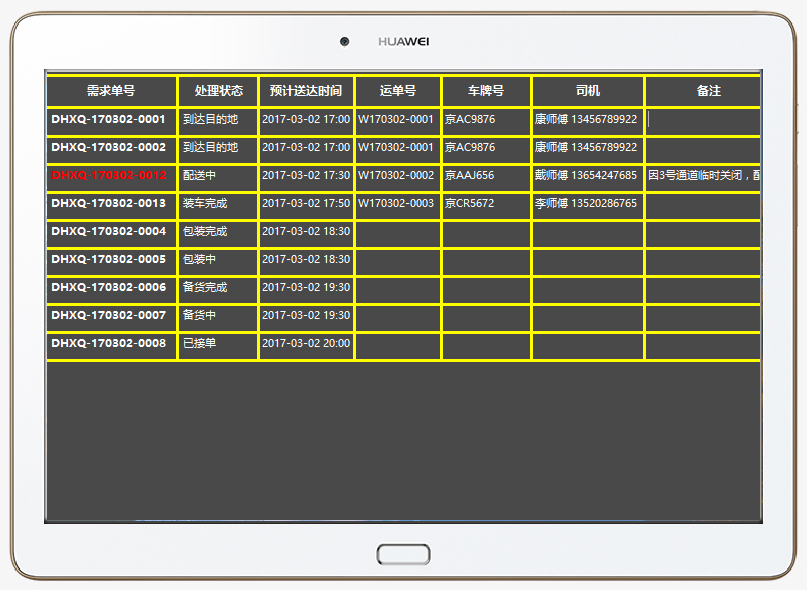 HUAWEI
需求单号 处理状态 预计送达时间 运单号 车牌号 司机 备注
DHXQ-170302-0001 到达目的地 2017-03-02 17:00 W170302-0001 京AC9876 康师傅 13456789922
DHXQ-170302-0002 到达目的地 2017-03-02 17:00 W170302-0001 京AC9876 康师傅 13456789922
DHXQ-170302-0012 配送中 2017-03-02 17:30 W170302-0002 京AAJ656 戴师傅 13654247685 因3号通道临时关闭，配
DHXQ-170302-0013 装车完成 2017-03-02 17:50 W170302-0003 京CR5672 李师傅 13520286765
DHXQ-170302-0004 包装完成 2017-03-02 18:30
DHXQ-170302-0005 包装中 2017-03-02 18:30
DHXQ-170302-0006 备货完成 2017-03-02 19:30
DHXQ-170302-0007 备货中 2017-03-02 19:30
DHXQ-170302-0008 已接单 2017-03-02 20:00